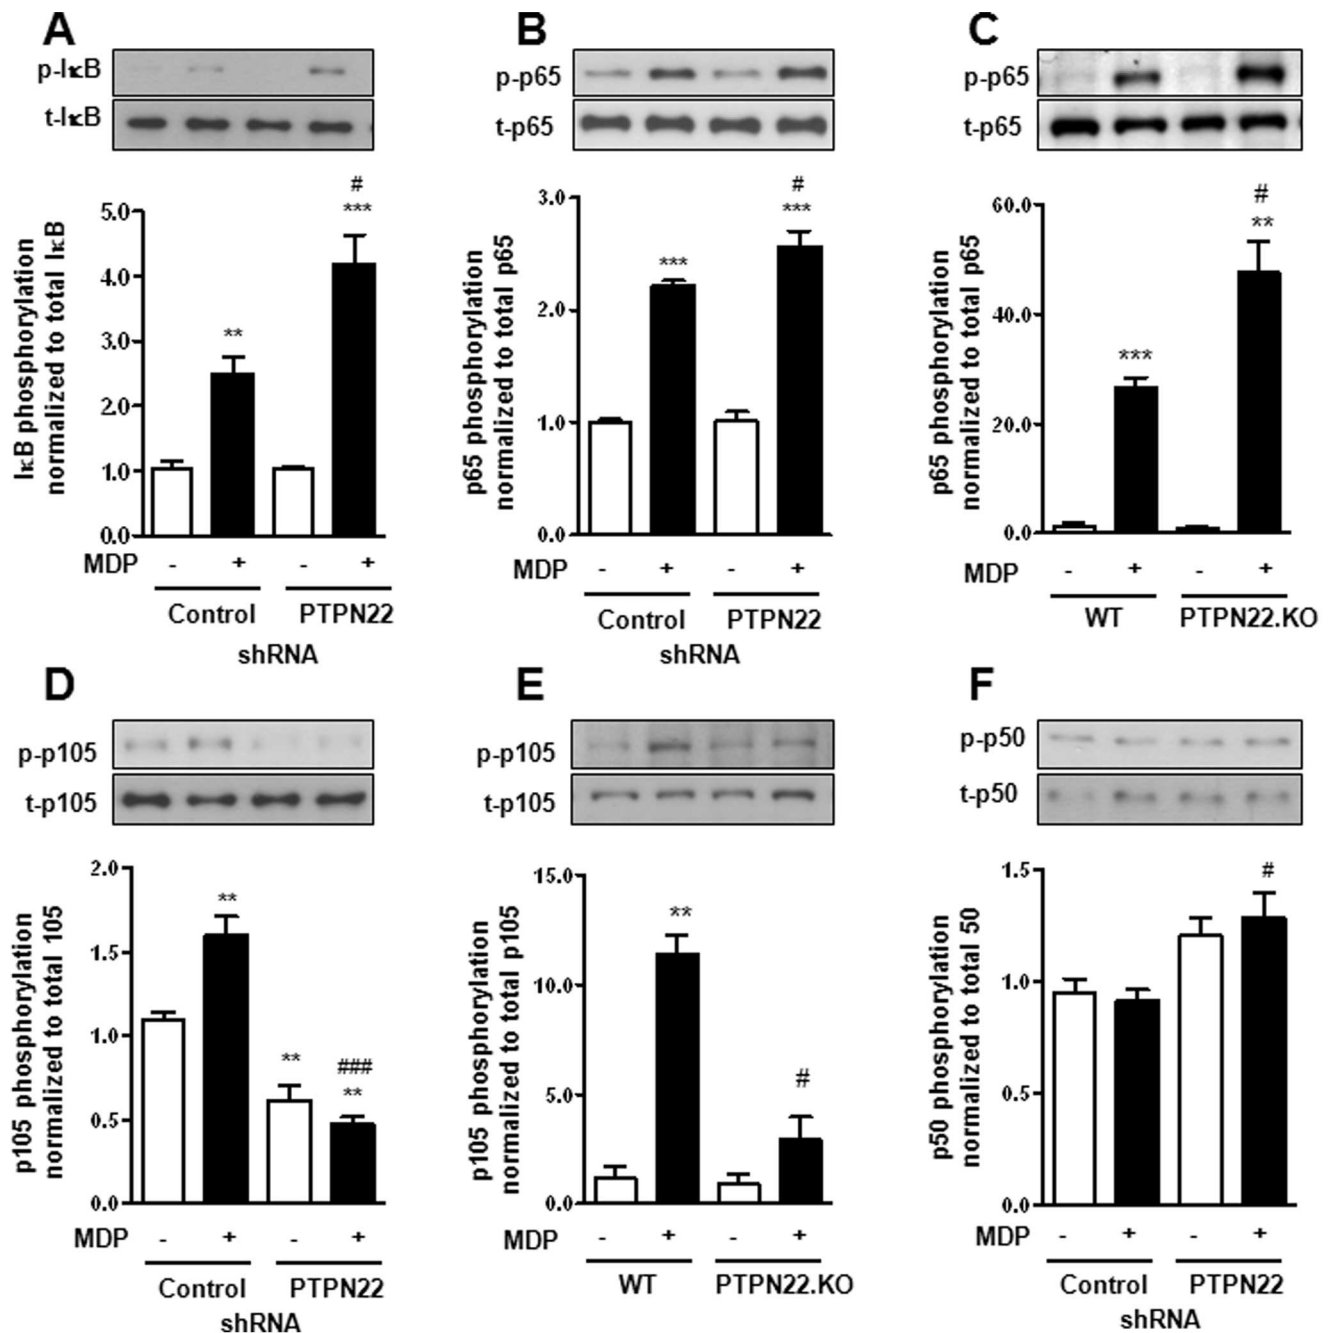 A
p-IκB
t-IκB
IκB phosphorylation
normalized to total IκB
5.0
4.0
3.0
2.0
1.0
0.0
**
#
***
MDP - + - +
Control PTPN22
shRNA
B
p-p65
t-p65
p65 phosphorylation
normalized to total p65
3.0
2.0
1.0
0.0
***
#
***
MDP - + - +
Control PTPN22
shRNA
C
p-p65
t-p65
p65 phosphorylation
normalized to total p65
60.0
40.0
20.0
0.0
***
#
**
MDP - + - +
WT PTPN22.KO
D
p-p105
t-p105
p105 phosphorylation
normalized to total 105
2.0
1.5
1.0
0.5
0.0
**
**
###
**
MDP - + - +
Control PTPN22
shRNA
E
p-p105
t-p105
p105 phosphorylation
normalized to total p105
15.0
10.0
5.0
0.0
**
#
MDP - + - +
WT PTPN22.KO
F
p-p50
t-p50
p50 phosphorylation
normalized to total 50
1.5
1.0
0.5
0.0
#
MDP - + - +
Control PTPN22
shRNA